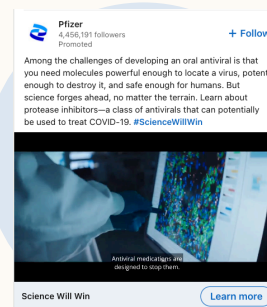 Pfizer
+ Follow
4,456,191 followers
Promoted
Among the challenges of developing an oral antiviral is that
you need molecules powerful enough to locate a virus, potent
enough to destroy it, and safe enough for humans. But
science forges ahead, no matter the terrain. Learn about
protease inhibitors—a class of antivirals that can potentially
be used to treat COVID-19. #ScienceWillWin
Antiviral medications are
designed to stop them.
Science Will Win
Learn more